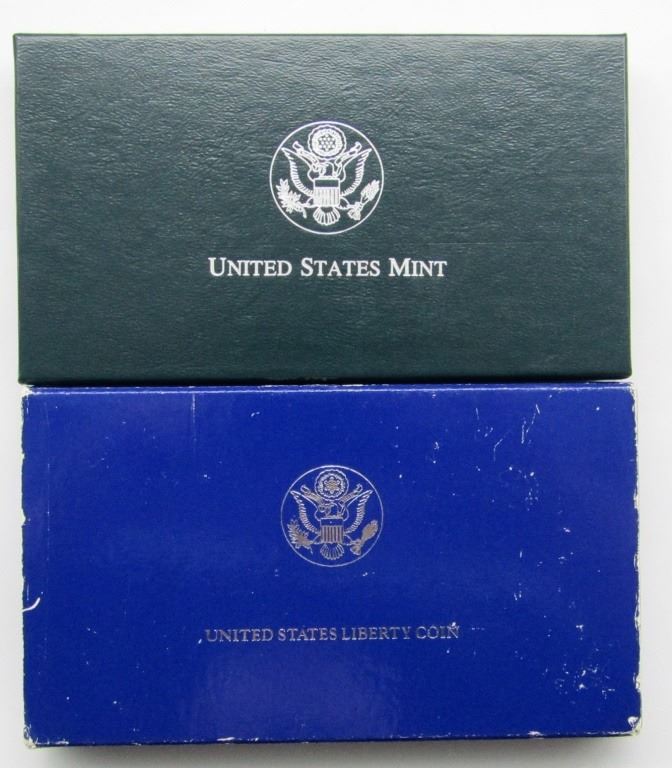 UNITED STATES MINT
UNITED STATES LIBERTY COIN